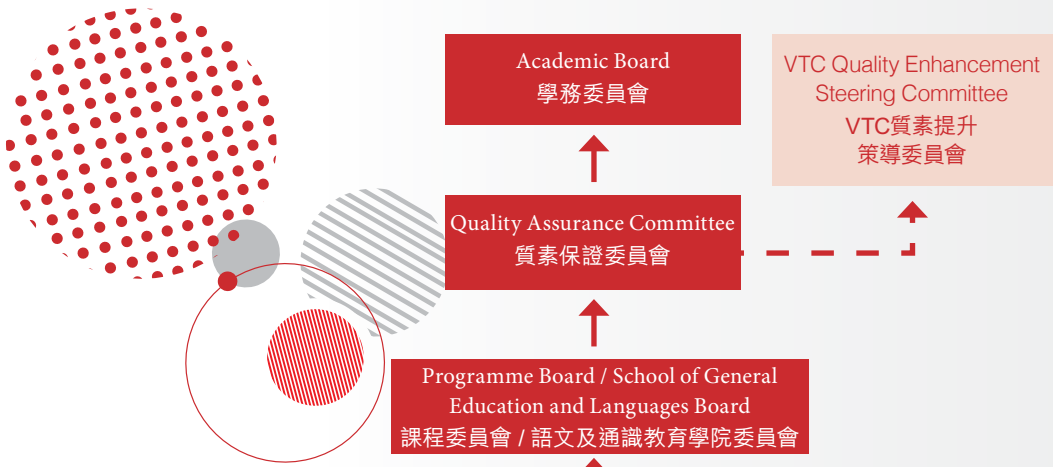 Academic Board
學務委員會
VTC Quality Enhancement
Steering Committee
VTC質素提升
策導委員會
Quality Assurance Committee
質素保證委員會
Programme Board / School of General
Education and Languages Board
課程委員會 / 語文及通識教育學院委員會